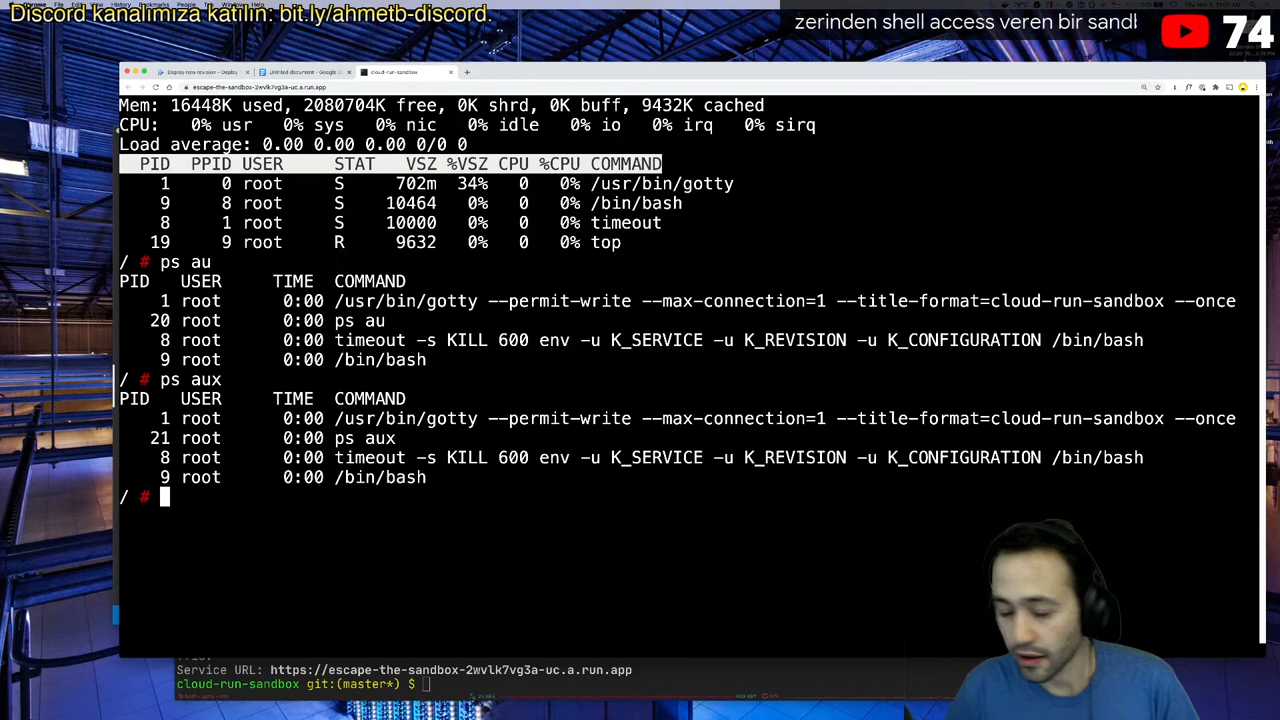 Discord kanalımıza katılın: bit.ly/ahmetb-discord.
zerinden shell access veren bir sandb
74
Deploy new revision – Deploy
Untitled document - Google D
cloud-run-sandbox
escape-the-sandbox-2wvlk7vg3a-uc.a.run.app
Mem: 16448K used, 2080704K free, 0K shrd, 0K buff, 9432K cached
CPU:   0% usr   0% sys   0% nic   0% idle   0% io   0% irq   0% sirq
Load average: 0.00 0.00 0.00 0/0 0
PID PPID USER STAT VSZ %VSZ CPU %CPU COMMAND
1 0 root S 702m 34% 0 0% /usr/bin/gotty
9 8 root S 10464 0% 0 0% /bin/bash
8 1 root S 10000 0% 0 0% timeout
19 9 root R 9632 0% 0 0% top
/ # ps au
PID USER TIME COMMAND
1 root 0:00 /usr/bin/gotty --permit-write --max-connection=1 --title-format=cloud-run-sandbox --once
20 root 0:00 ps au
8 root 0:00 timeout -s KILL 600 env -u K_SERVICE -u K_REVISION -u K_CONFIGURATION /bin/bash
9 root 0:00 /bin/bash
/ # ps aux
PID USER TIME COMMAND
1 root 0:00 /usr/bin/gotty --permit-write --max-connection=1 --title-format=cloud-run-sandbox --once
21 root 0:00 ps aux
8 root 0:00 timeout -s KILL 600 env -u K_SERVICE -u K_REVISION -u K_CONFIGURATION /bin/bash
9 root 0:00 /bin/bash
/ #
Service URL: https://escape-the-sandbox-2wvlk7vg3a-uc.a.run.app
cloud-run-sandbox git:(master*) $